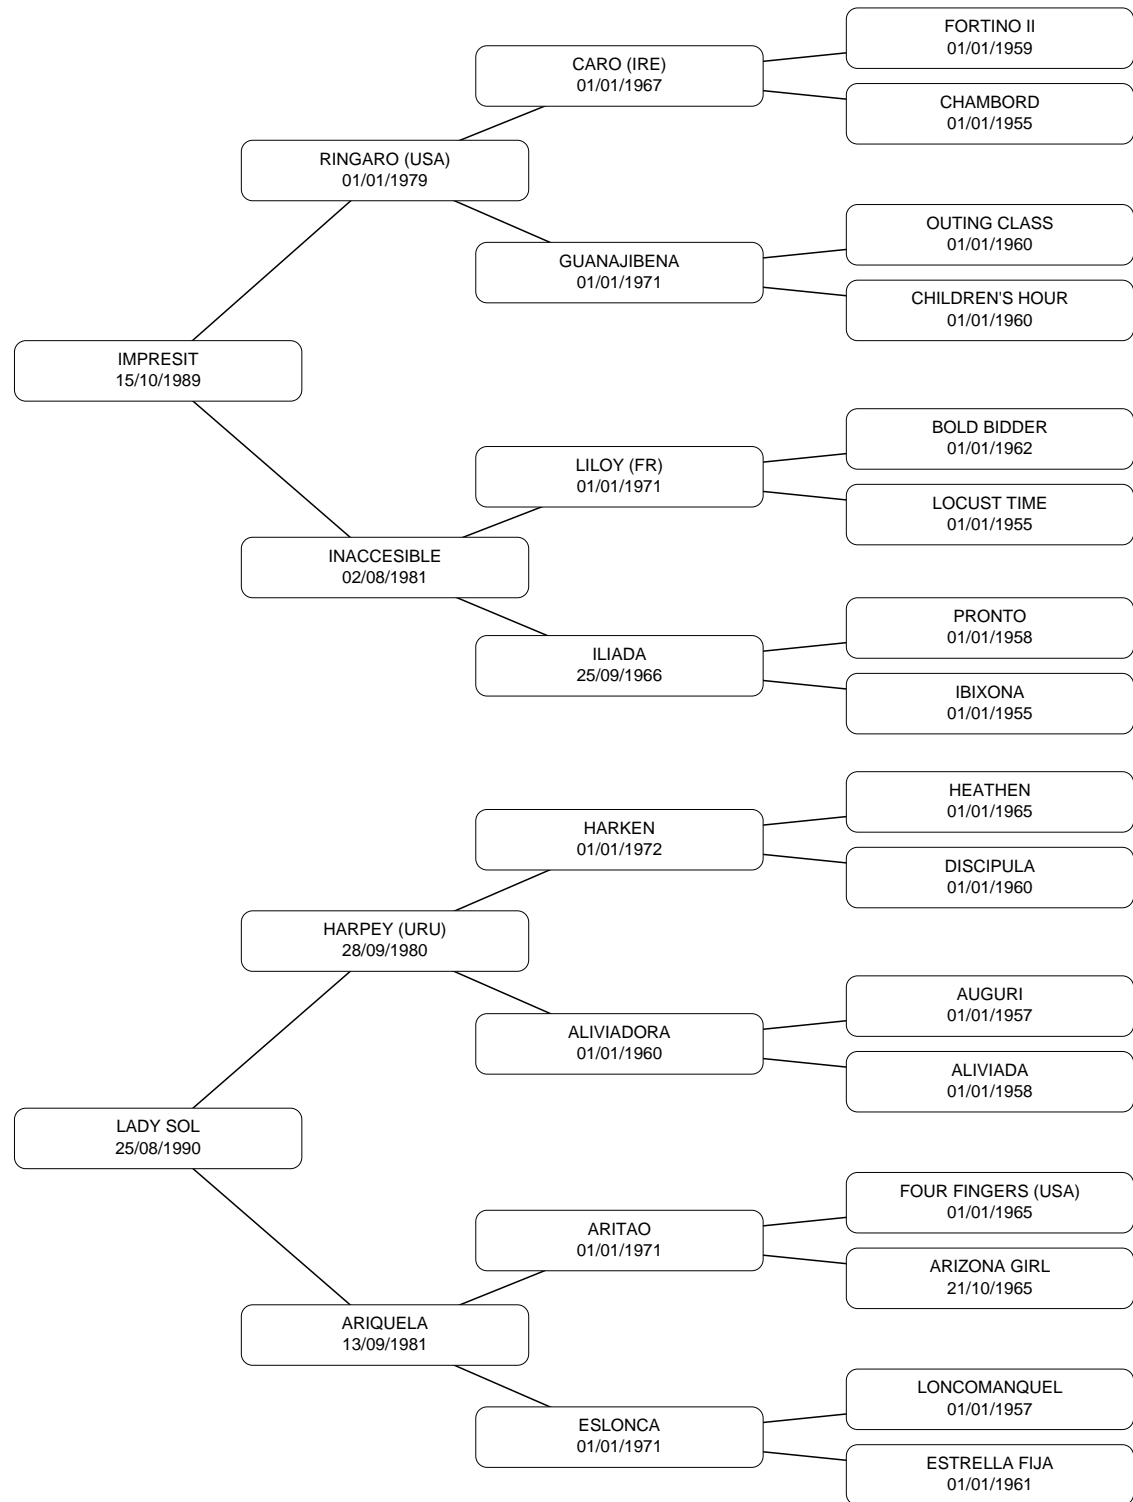 FORTINO II
01/01/1959
CARO (IRE)
01/01/1967
CHAMBORD
01/01/1955
RINGARO (USA)
01/01/1979
OUTING CLASS
01/01/1960
GUANAJIBENA
01/01/1971
CHILDREN'S HOUR
01/01/1960
IMPRESIT
15/10/1989
BOLD BIDDER
01/01/1962
LILOY (FR)
01/01/1971
LOCUST TIME
01/01/1955
INACCESIBLE
02/08/1981
PRONTO
01/01/1958
ILIADA
25/09/1966
IBIXONA
01/01/1955
HEATHEN
01/01/1965
HARKEN
01/01/1972
DISCIPULA
01/01/1960
HARPEY (URU)
28/09/1980
AUGURI
01/01/1957
ALIVIADORA
01/01/1960
ALIVIADA
01/01/1958
LADY SOL
25/08/1990
FOUR FINGERS (USA)
01/01/1965
ARITAO
01/01/1971
ARIZONA GIRL
21/10/1965
ARIQUELA
13/09/1981
LONCOMANQUEL
01/01/1957
ESLONCA
01/01/1971
ESTRELLA FIJA
01/01/1961